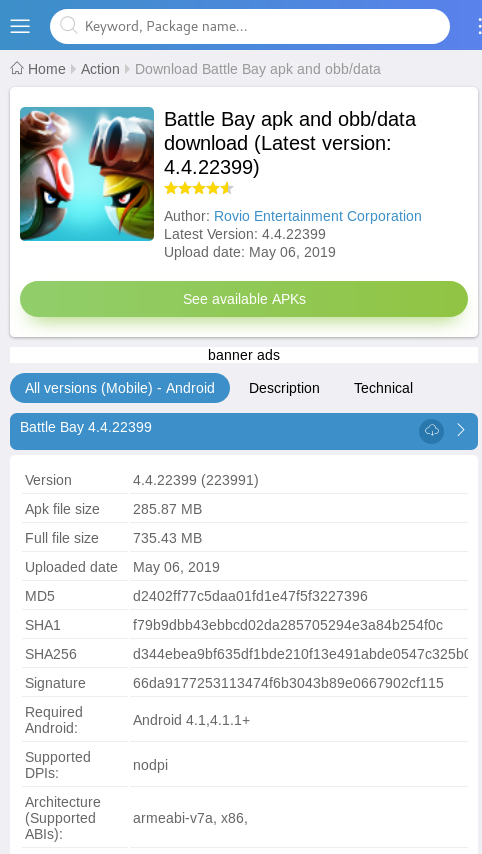 Keyword, Package name...
Home Action Download Battle Bay apk and obb/data
Battle Bay apk and obb/data
download (Latest version:
4.4.22399)
Author: Rovio Entertainment Corporation
Latest Version: 4.4.22399
Upload date: May 06, 2019
See available APKs
banner ads
All versions (Mobile) - Android Description Technical
Battle Bay 4.4.22399
Version 4.4.22399 (223991)
Apk file size 285.87 MB
Full file size 735.43 MB
Uploaded date May 06, 2019
MD5 d2402ff77c5daa01fd1e47f5f3227396
SHA1 f79b9dbb43ebbcd02da285705294e3a84b254f0c
SHA256 d344ebea9bf635df1bde210f13e491abde0547c325b0
Signature 66da9177253113474f6b3043b89e0667902cf115
Required
Android: Android 4.1,4.1.1+
Supported
DPIs: nodpi
Architecture
(Supported
ABIs): armeabi-v7a, x86,